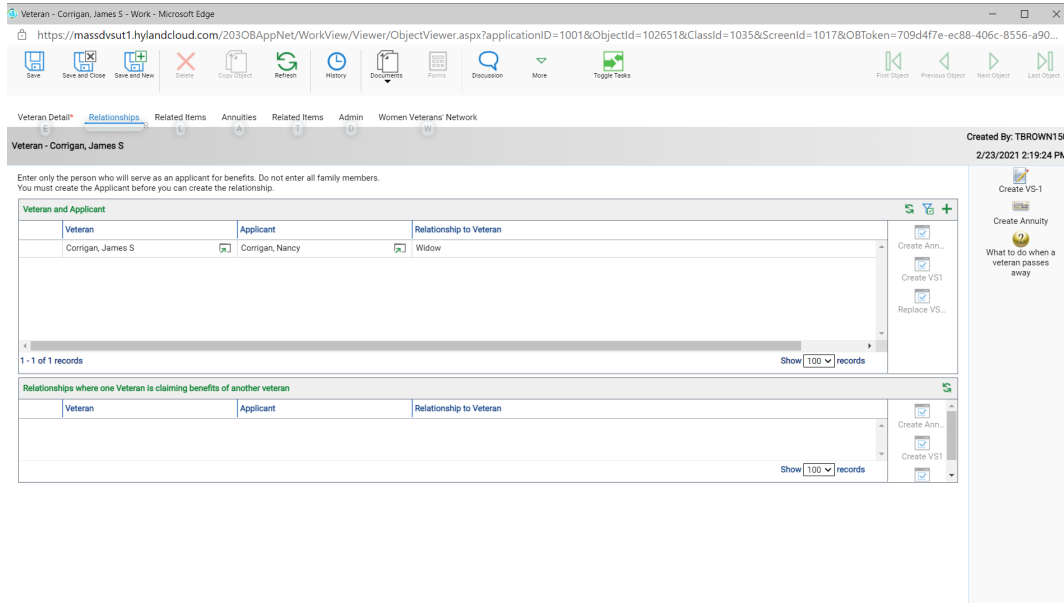 Veteran - Corrigan, James S - Work - Microsoft Edge
https://massdvsut1.hylandcloud.com/203OBAppNet/WorkView/Viewer/ObjectViewer.aspx?applicationID=1001&ObjectId=102651&ClassId=1035&ScreenId=1017&OBToken=709d4f7e-ec88-406c-8556-a90...
Save Save and Close Save and New Delete Copy Object Refresh History Documents Forms Discussion More Toggle Tasks First Object Previous Object Next Object Last Object
Veteran Detail* Relationships Related Items Annuities Related Items Admin Women Veterans' Network
E R L A T D W
Veteran - Corrigan, James S
Created By: TBROWN150
2/23/2021 2:19:24 PM
Enter only the person who will serve as an applicant for benefits. Do not enter all family members.
You must create the Applicant before you can create the relationship.
Create VS-1
Create Annuity
What to do when a
veteran passes
away
Veteran and Applicant
Veteran Applicant Relationship to Veteran
Corrigan, James S Corrigan, Nancy Widow
Create Ann...
Create VS1
Replace VS...
1 - 1 of 1 records Show 100 records
Relationships where one Veteran is claiming benefits of another veteran
Veteran Applicant Relationship to Veteran
Create Ann...
Create VS1
Show 100 records